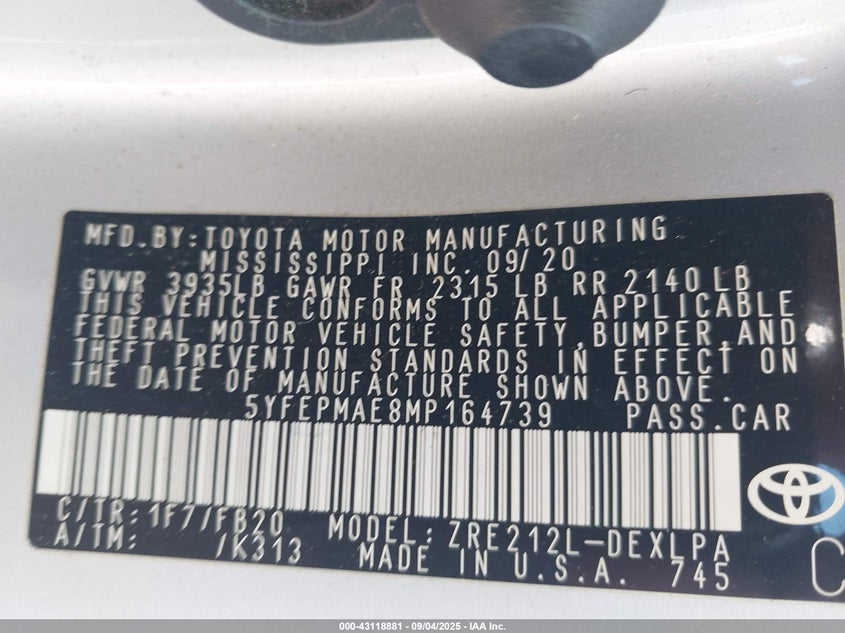 MFD.BY:TOYOTA MOTOR MANUFACTURING
MISSISSIPPI INC. 09/20
GVWR 3935LB GAWR FR 2315LB RR 2140LB
THIS VEHICLE CONFORMS TO ALL APPLICABLE
FEDERAL MOTOR VEHICLE SAFETY,BUMPER,AND
THEFT PREVENTION STANDARDS IN EFFECT ON
THE DATE OF MANUFACTURE SHOWN ABOVE.
5YFEPMAE8MP164739 PASS.CAR
C/TR:1F7/FB20 MODEL:ZRE212L-DEXLPA
A/TM: /K313 MADE IN U.S.A. 745
C
000-43118881 - 09/04/2025 - IAA Inc.